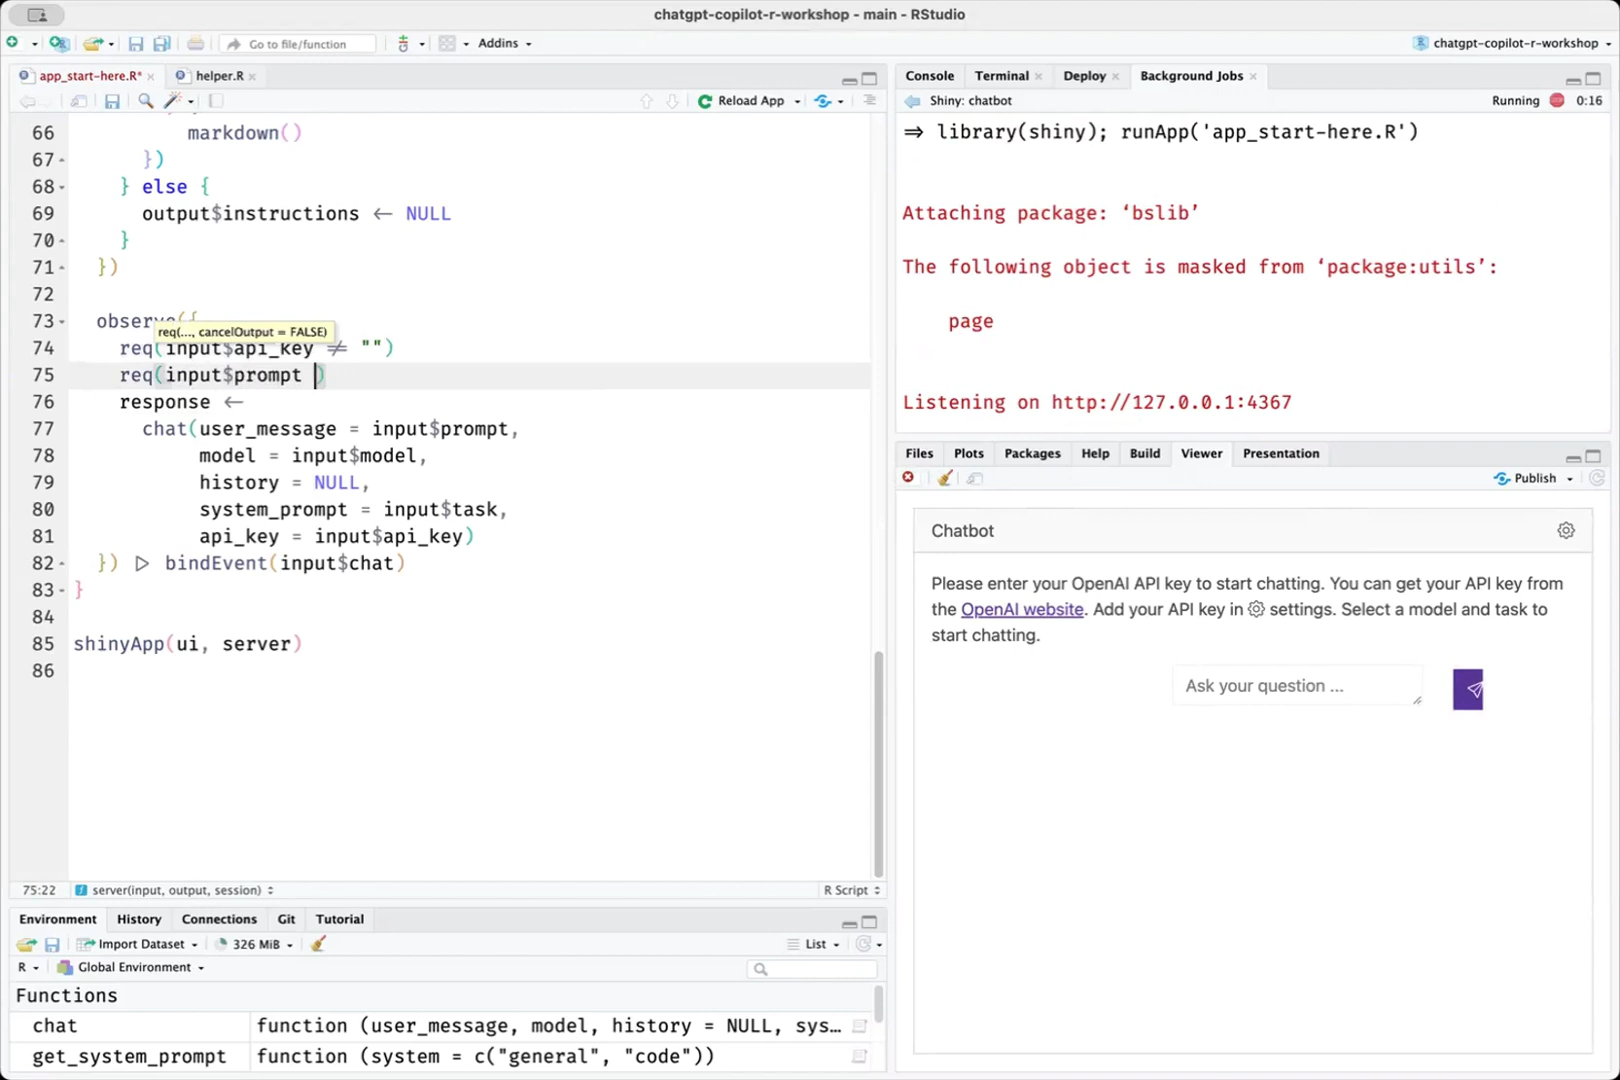 chatgpt-copilot-r-workshop - main - RStudio
Go to file/function
Addins
chatgpt-copilot-r-workshop
app_start-here.R*
helper.R
Reload App
66 markdown()
67 })
68 } else {
69 output$instructions <- NULL
70 }
71 })
72
73 observe({
req(..., cancelOutput = FALSE)
74 req(input$api_key != "")
75 req(input$prompt )
76 response <-
77 chat(user_message = input$prompt,
78 model = input$model,
79 history = NULL,
80 system_prompt = input$task,
81 api_key = input$api_key)
82 }) |> bindEvent(input$chat)
83 }
84
85 shinyApp(ui, server)
86
75:22 server(input, output, session)
R Script
Environment History Connections Git Tutorial
Import Dataset 326 MiB List
R Global Environment
Functions
chat function (user_message, model, history = NULL, sys…
get_system_prompt function (system = c("general", "code"))
Console Terminal Deploy Background Jobs
Shiny: chatbot Running 0:16
=> library(shiny); runApp('app_start-here.R')
Attaching package: ‘bslib’
The following object is masked from ‘package:utils’:
page
Listening on http://127.0.0.1:4367
Files Plots Packages Help Build Viewer Presentation
Publish
Chatbot
Please enter your OpenAI API key to start chatting. You can get your API key from
the OpenAI website. Add your API key in settings. Select a model and task to
start chatting.
Ask your question ...